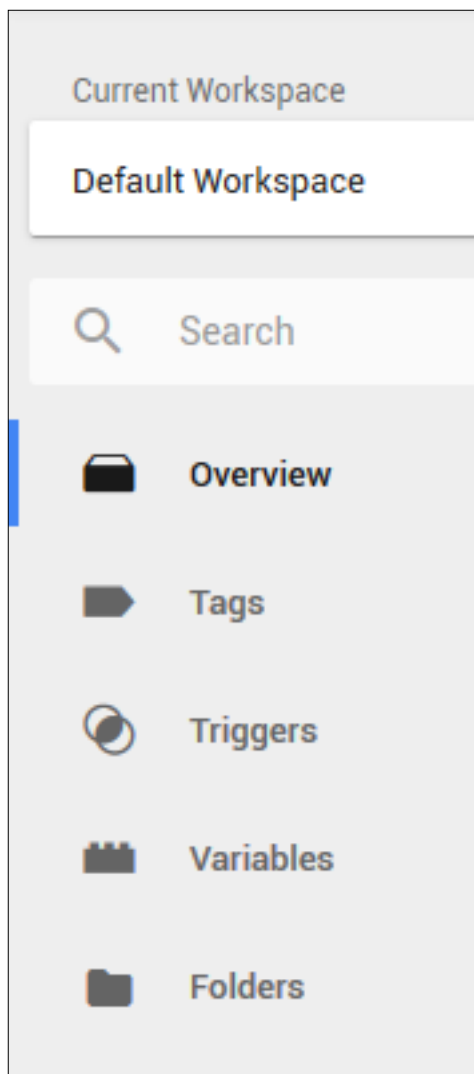 Current Workspace
Default Workspace
Search
Overview
Tags
Triggers
Variables
Folders